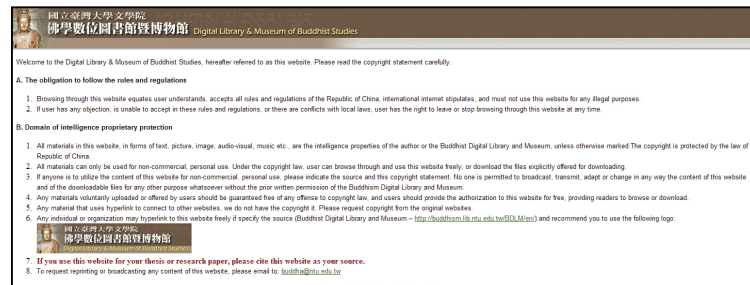 國立臺灣大學文學院
佛學數位圖書館暨博物館 Digital Library & Museum of Buddhist Studies
Welcome to the Digital Library & Museum of Buddhist Studies, hereafter referred to as this website. Please read the copyright statement carefully.
A. The obligation to follow the rules and regulations
1. Browsing through this website equates user understands, accepts all rules and regulations of the Republic of China, international internet stipulates, and must not use this website for any illegal purposes.
2. If user has any objection, is unable to accept in these rules and regulations, or there are conflicts with local laws, user has the right to leave or stop browsing through this website at any time.
B. Domain of intelligence proprietary protection
1. All materials in this website, in forms of text, picture, image, audio-visual, music etc., are the intelligence properties of the author or the Buddhist Digital Library and Museum, unless otherwise marked.The copyright is protected by the law of
Republic of China.
2. All materials can only be used for non-commercial, personal use. Under the copyright law, user can browse through and use this website freely, or download the files explicitly offered for downloading.
3. If anyone is to utilize the content of this website for non-commercial, personal use, please indicate the source and this copyright statement. No one is permitted to broadcast, transmit, adapt or change in any way the content of this website
and of the downloadable files for any other purpose whatsoever without the prior written permission of the Buddhism Digital Library and Museum.
4. Any materials voluntarily uploaded or offered by users should be guaranteed free of any offense to copyright law, and users should provide the authorization to this website for free, providing readers to browse or download.
5. Any material that uses hyperlink to connect to other websites, we do not have the copyright it. Please request copyright from the original websites.
6. Any individual or organization may hyperlink to this website freely if specify the source (Buddhist Digital Library and Museum – http://buddhism.lib.ntu.edu.tw/BDLM/en/) and recommend you to use the following logo:
國立臺灣大學文學院
佛學數位圖書館暨博物館
Digital Library & Museum of Buddhist Studies
7. If you use this website for your thesis or research paper, please cite this website as your source.
8. To request reprinting or broadcasting any content of this website, please email to: buddha@ntu.edu.tw